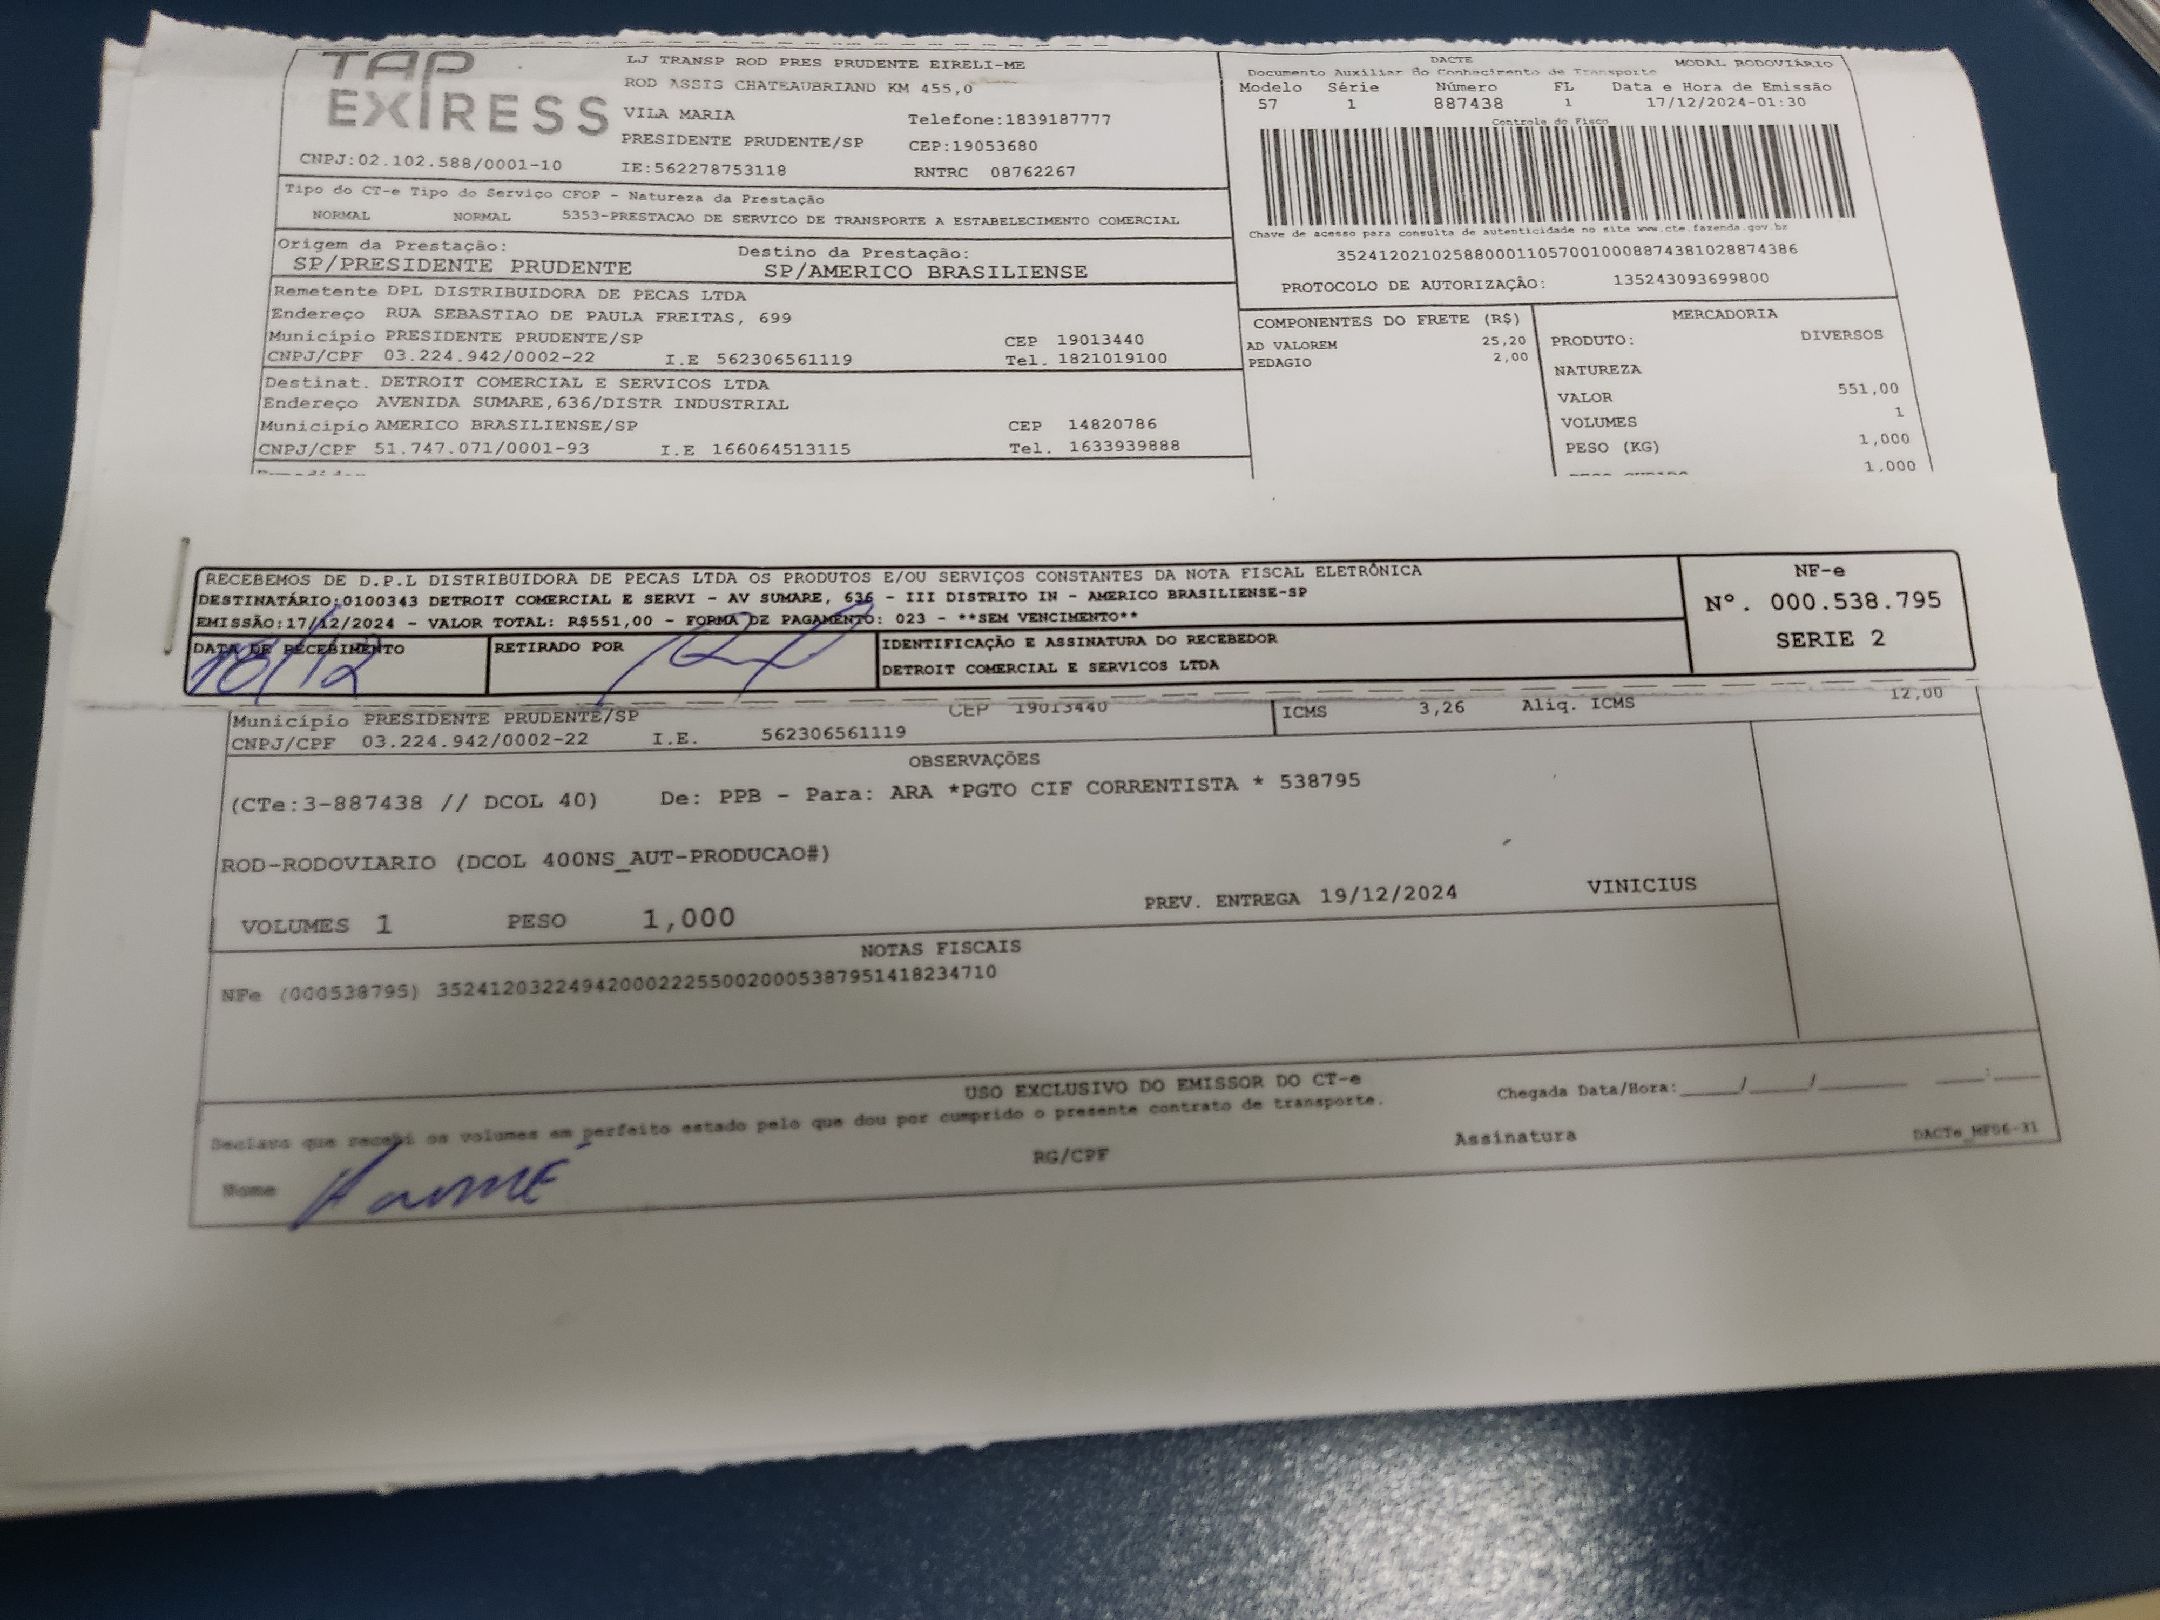 TAP
EXPRESS
LJ TRANSP ROD PRES PRUDENTE EIRELI-ME
ROD ASSIS CHATEAUBRIAND KM 455,0
VILA MARIA Telefone:1839187777
PRESIDENTE PRUDENTE/SP CEP:19053680
CNPJ:02.102.588/0001-10 IE:562278753118 RNTRC 08762267
DACTE MODAL RODOVIÁRIO
Documento Auxiliar do Conhecimento de Transporte
Modelo Série Número FL Data e Hora de Emissão
57 1 887438 1 17/12/2024-01:30
Controle do Fisco
Chave de acesso para consulta de autenticidade no site www.cte.fazenda.gov.br
35241202102588000110570010008874381028874386
PROTOCOLO DE AUTORIZAÇÃO: 135243093699800
Tipo do CT-e Tipo do Serviço CFOP - Natureza da Prestação
NORMAL NORMAL 5353-PRESTACAO DE SERVICO DE TRANSPORTE A ESTABELECIMENTO COMERCIAL
Origem da Prestação: Destino da Prestação:
SP/PRESIDENTE PRUDENTE SP/AMERICO BRASILIENSE
Remetente DPL DISTRIBUIDORA DE PECAS LTDA
Endereço RUA SEBASTIAO DE PAULA FREITAS, 699
Município PRESIDENTE PRUDENTE/SP CEP 19013440
CNPJ/CPF 03.224.942/0002-22 I.E 562306561119 Tel. 1821019100
Destinat. DETROIT COMERCIAL E SERVICOS LTDA
Endereço AVENIDA SUMARE,636/DISTR INDUSTRIAL
Município AMERICO BRASILIENSE/SP CEP 14820786
CNPJ/CPF 51.747.071/0001-93 I.E 166064513115 Tel. 1633939888
COMPONENTES DO FRETE (R$)
AD VALOREM 25,20
PEDAGIO 2,00
MERCADORIA
PRODUTO: DIVERSOS
NATUREZA
VALOR 551,00
VOLUMES 1
PESO (KG) 1,000
1,000
RECEBEMOS DE D.P.L DISTRIBUIDORA DE PECAS LTDA OS PRODUTOS E/OU SERVIÇOS CONSTANTES DA NOTA FISCAL ELETRÔNICA
DESTINATÁRIO:0100343 DETROIT COMERCIAL E SERVI - AV SUMARE, 636 - III DISTRITO IN - AMERICO BRASILIENSE-SP
EMISSÃO:17/12/2024 - VALOR TOTAL: R$551,00 - FORMA DE PAGAMENTO: 023 - **SEM VENCIMENTO**
DATA DE RECEBIMENTO RETIRADO POR IDENTIFICAÇÃO E ASSINATURA DO RECEBEDOR
18/12 DETROIT COMERCIAL E SERVICOS LTDA
NF-e
Nº. 000.538.795
SERIE 2
Município PRESIDENTE PRUDENTE/SP CEP 19013440 ICMS 3,26 Aliq. ICMS 12,00
CNPJ/CPF 03.224.942/0002-22 I.E. 562306561119
OBSERVAÇÕES
(CTe:3-887438 // DCOL 40) De: PPB - Para: ARA *PGTO CIF CORRENTISTA * 538795
ROD-RODOVIARIO (DCOL 400NS_AUT-PRODUCAO#)
PREV. ENTREGA 19/12/2024 VINICIUS
VOLUMES 1 PESO 1,000
NOTAS FISCAIS
NFe (000538795) 35241203224942000222550020005387951418234710
USO EXCLUSIVO DO EMISSOR DO CT-e
Chegada Data/Hora:____/____/______ ___:___
Declaro que recebi os volumes em perfeito estado pelo que dou por cumprido o presente contrato de transporte.
Nome RG/CPF Assinatura DACTe_MF06-31